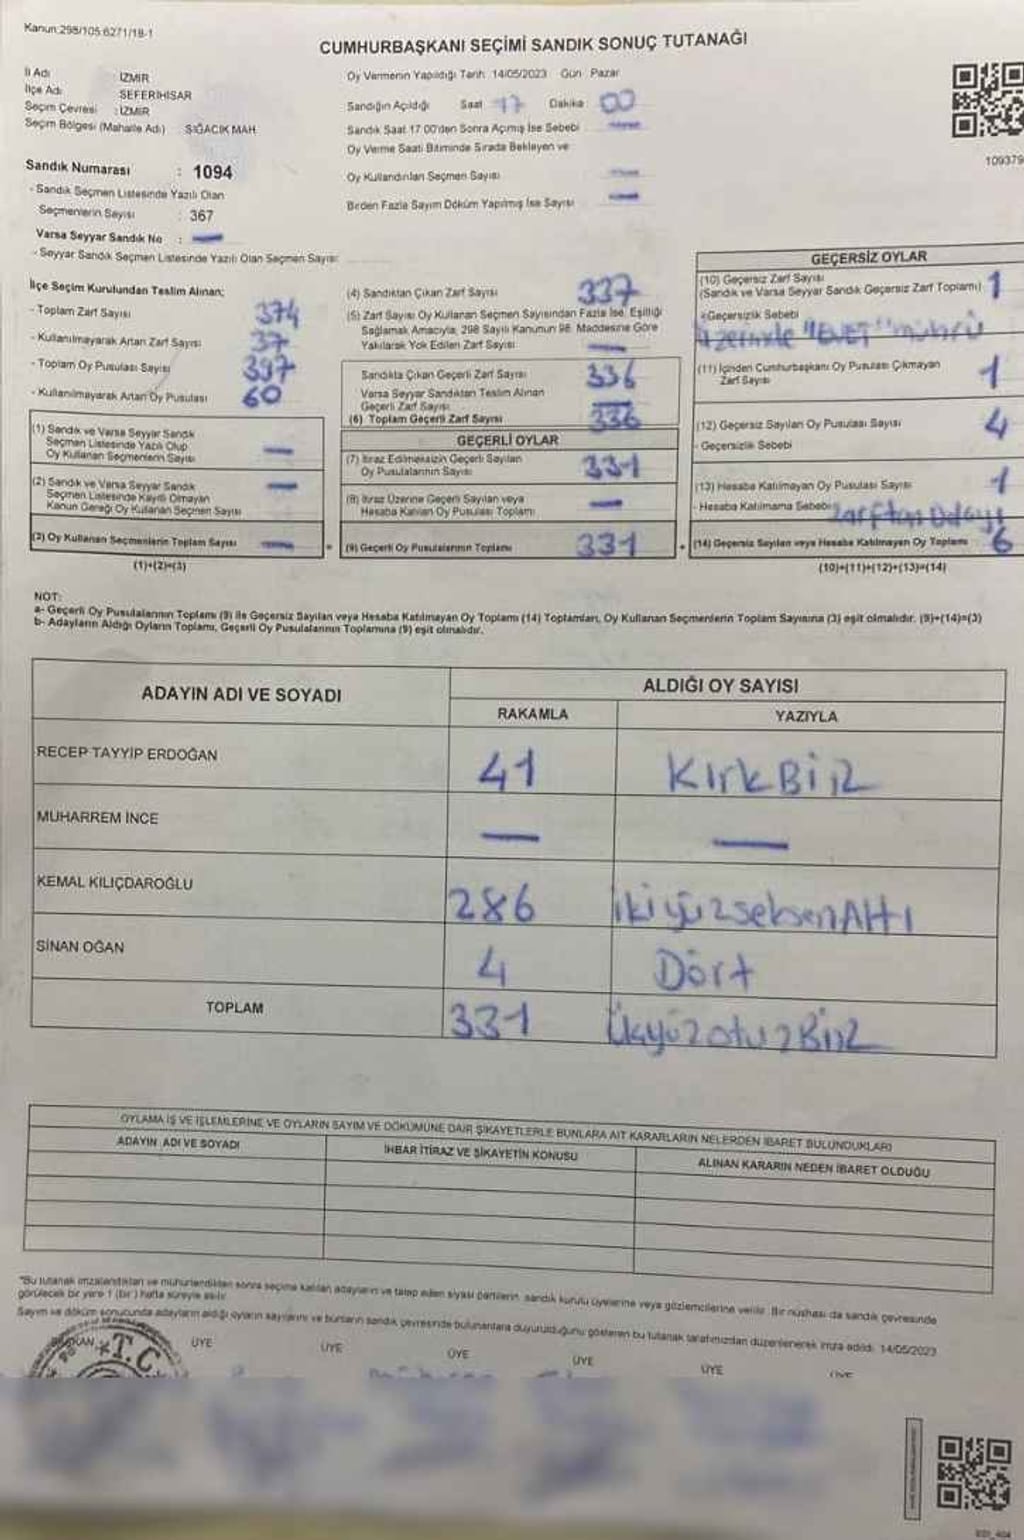 Kanun:298/105.6271/18-1
CUMHURBAŞKANI SEÇİMİ SANDIK SONUÇ TUTANAĞI
İl Adı : İZMİR
İlçe Adı : SEFERİHİSAR
Seçim Çevresi : İZMİR
Seçim Bölgesi (Mahalle Adı) SIĞACIK MAH.
Sandık Numarası : 1094
- Sandık Seçmen Listesinde Yazılı Olan
Seçmenlerin Sayısı : 367
Varsa Seyyar Sandık No : —
- Seyyar Sandık Seçmen Listesinde Yazılı Olan Seçmen Sayısı:
Oy Vermenin Yapıldığı Tarih: 14/05/2023 Gün : Pazar
Sandığın Açıldığı Saat : 17 Dakika : 00
Sandık Saat 17:00'den Sonra Açılmış İse Sebebi —
Oy Verme Saati Bitiminde Sırada Bekleyen ve
Oy Kullandırılan Seçmen Sayısı —
Birden Fazla Sayım Döküm Yapılmış İse Sayısı —
109379
İlçe Seçim Kurulundan Teslim Alınan:
- Toplam Zarf Sayısı 374
- Kullanılmayarak Artan Zarf Sayısı 37
- Toplam Oy Pusulası Sayısı 397
- Kullanılmayarak Artan Oy Pusulası 60
(1) Sandık ve Varsa Seyyar Sandık
Seçmen Listesinde Yazılı Olup
Oy Kullanan Seçmenlerin Sayısı —
(2) Sandık ve Varsa Seyyar Sandık
Seçmen Listesinde Kayıtlı Olmayan
Kanun Gereği Oy Kullanan Seçmen Sayısı —
(3) Oy Kullanan Seçmenlerin Toplam Sayısı —
(1)+(2)=(3)
(4) Sandıktan Çıkan Zarf Sayısı 337
(5) Zarf Sayısı Oy Kullanan Seçmen Sayısından Fazla İse, Eşitliği
Sağlamak Amacıyla, 298 Sayılı Kanunun 98. Maddesine Göre
Yakılarak Yok Edilen Zarf Sayısı —
Sandıkta Çıkan Geçerli Zarf Sayısı 336
Varsa Seyyar Sandıktan Teslim Alınan
Geçerli Zarf Sayısı —
(6) Toplam Geçerli Zarf Sayısı 336
GEÇERLİ OYLAR
(7) İtiraz Edilmeksizin Geçerli Sayılan
Oy Pusulalarının Sayısı 331
(8) İtiraz Üzerine Geçerli Sayılan veya
Hesaba Katılan Oy Pusulası Toplamı —
(9) Geçerli Oy Pusulalarının Toplamı 331
GEÇERSİZ OYLAR
(10) Geçersiz Zarf Sayısı
(Sandık ve Varsa Seyyar Sandık Geçersiz Zarf Toplamı) 1
- Geçersizlik Sebebi
üzerinde "EVET" mührü
(11) İçinden Cumhurbaşkanı Oy Pusulası Çıkmayan
Zarf Sayısı 1
(12) Geçersiz Sayılan Oy Pusulası Sayısı 4
- Geçersizlik Sebebi
(13) Hesaba Katılmayan Oy Pusulası Sayısı 1
- Hesaba Katılmama Sebebi zarftan Dolayı
(14) Geçersiz Sayılan veya Hesaba Katılmayan Oy Toplamı 6
(10)+(11)+(12)+(13)=(14)
NOT:
a- Geçerli Oy Pusulalarının Toplamı (9) ile Geçersiz Sayılan veya Hesaba Katılmayan Oy Toplamı (14) Toplamları, Oy Kullanan Seçmenlerin Toplam Sayısına (3) eşit olmalıdır. (9)+(14)=(3)
b- Adayların Aldığı Oyların Toplamı, Geçerli Oy Pusulalarının Toplamına (9) eşit olmalıdır.
ADAYIN ADI VE SOYADI ALDIĞI OY SAYISI
RAKAMLA YAZIYLA
RECEP TAYYİP ERDOĞAN 41 KırkBiR
MUHARREM İNCE — —
KEMAL KILIÇDAROĞLU 286 ikiyüzseksenAltı
SİNAN OĞAN 4 Dört
TOPLAM 331 ÜçyüzotuzBiR
OYLAMA İŞ VE İŞLEMLERİNE VE OYLARIN SAYIM VE DÖKÜMÜNE DAİR ŞİKAYETLERLE BUNLARA AİT KARARLARIN NELERDEN İBARET BULUNDUKLARI
ADAYIN ADI VE SOYADI İHBAR İTİRAZ VE ŞİKAYETİN KONUSU ALINAN KARARIN NEDEN İBARET OLDUĞU
*Bu tutanak imzalandıktan ve mühürlendikten sonra seçime katılan adayların ve talep eden siyasi partilerin sandık kurulu üyelerine veya gözlemcilerine verilir. Bir nüshası da sandık çevresinde
görülecek bir yere 1 (bir) hafta süreyle asılır.
Sayım ve döküm sonucunda adayların aldığı oyların sayılarını ve bunların sandık çevresinde bulunanlara duyurulduğunu gösteren bu tutanak tarafımızdan düzenlenerek imza edildi. 14/05/2023
ÜYE ÜYE ÜYE ÜYE ÜYE ÜYE
T.C.